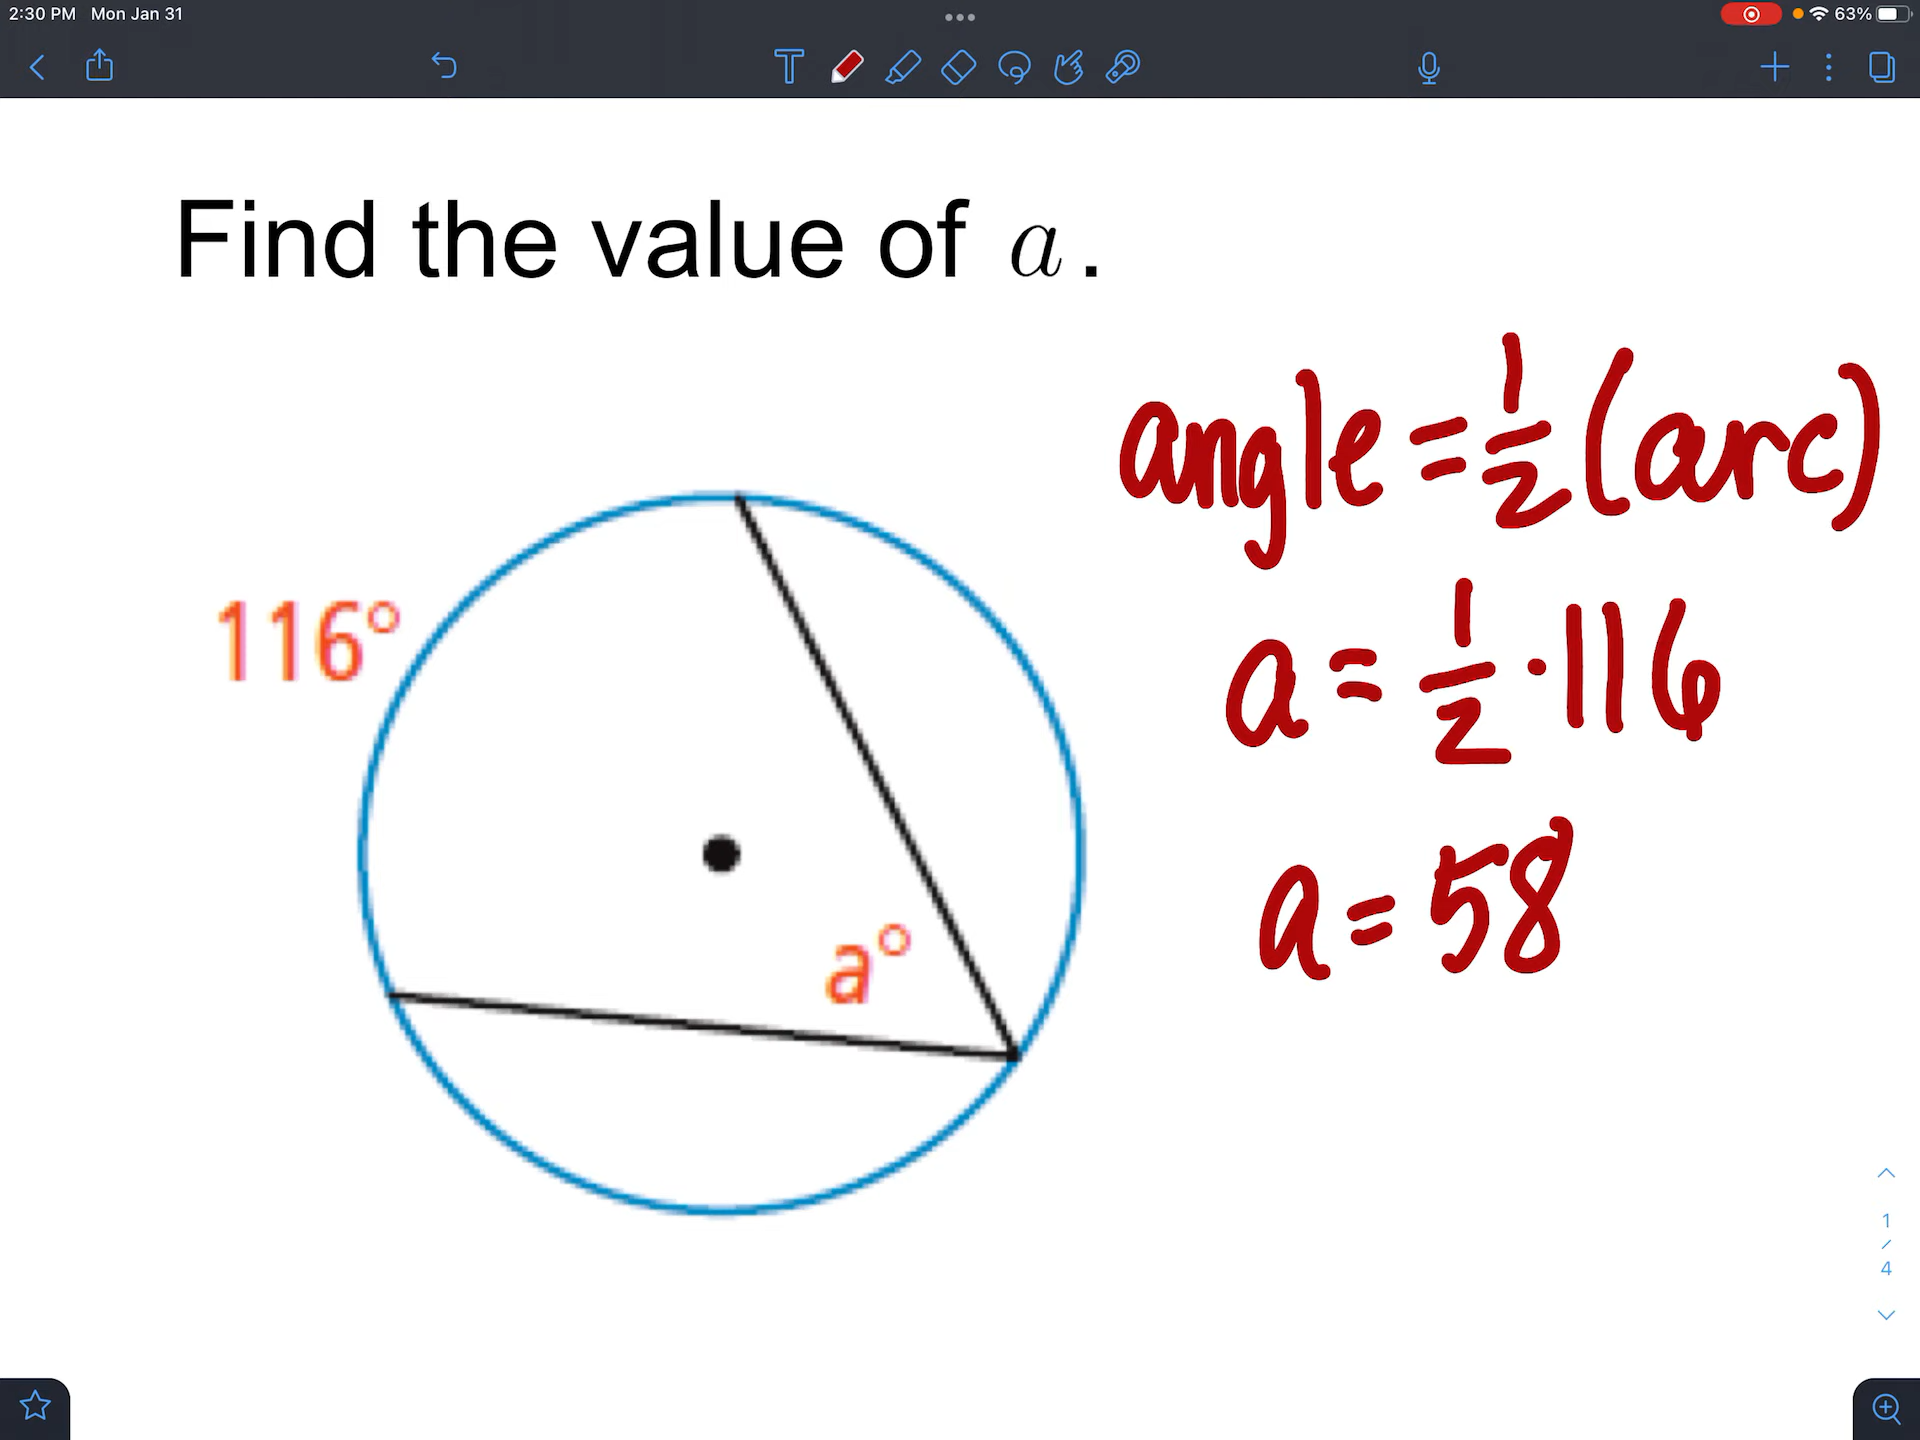 2:30 PM Mon Jan 31
63%
Find the value of a.
angle = 1/2 (arc)
116°
a = 1/2 · 116
a = 58
a°
1
/
4